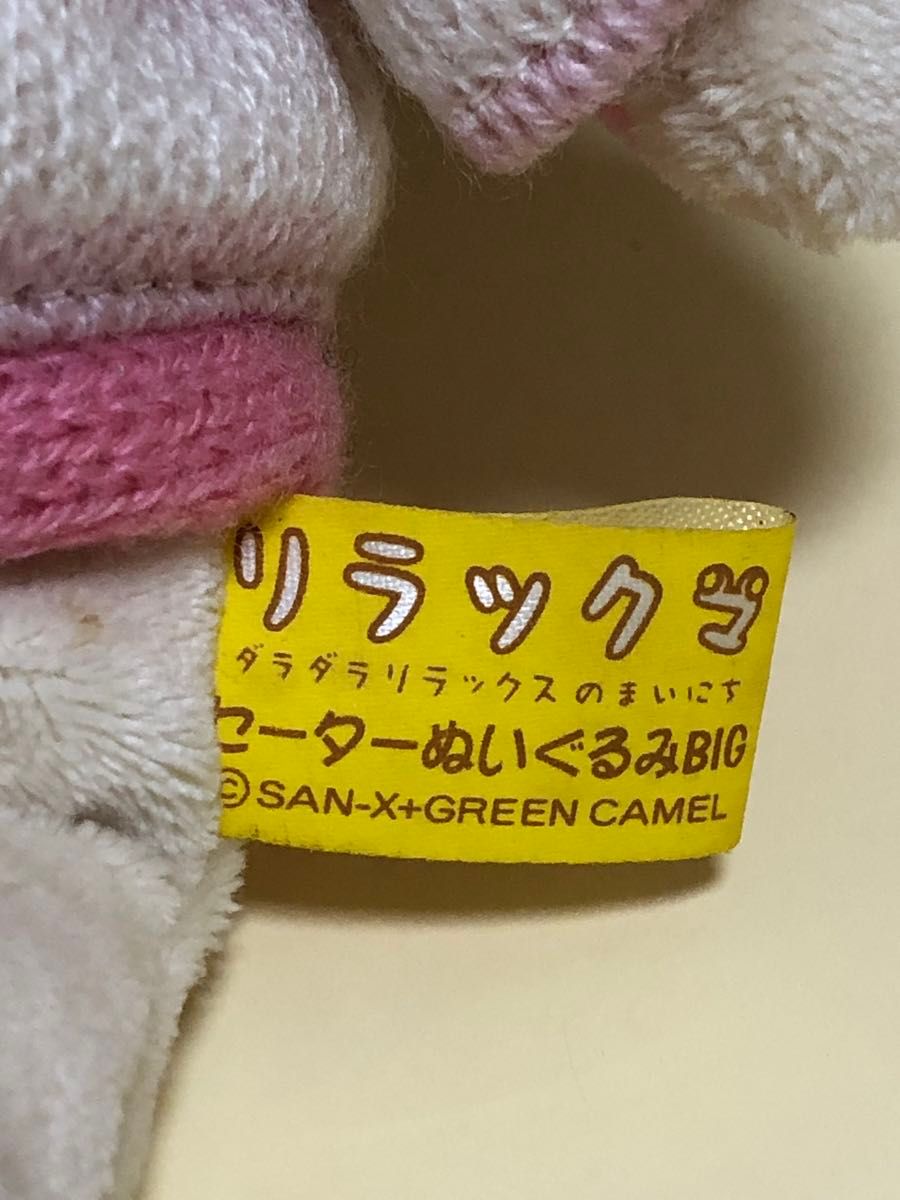 リラックマ
ダラダラリラックスのまいにち
セーターぬいぐるみBIG
©SAN-X+GREEN CAMEL